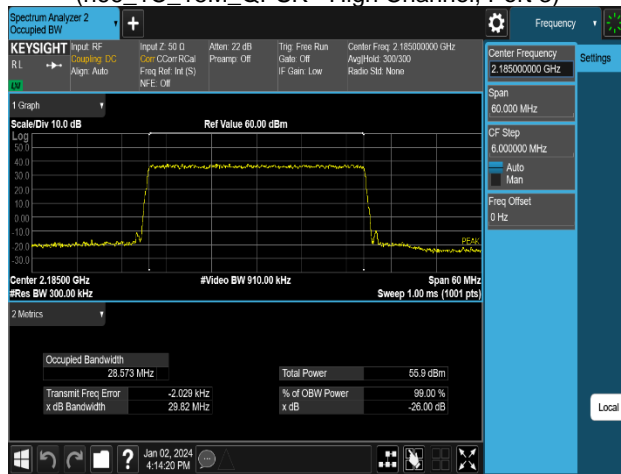 Spectrum Analyzer 2
Occupied BW
+
Frequency
KEYSIGHT
RL
Input: RF
Coupling: DC
Align: Auto
Input Z: 50 Ω
Corr CCorr RCal
Freq Ref: Int (S)
NFE: Off
Atten: 22 dB
Preamp: Off
Trig: Free Run
Gate: Off
IF Gain: Low
Center Freq: 2.185000000 GHz
Avg|Hold: 300/300
Radio Std: None
Center Frequency
2.185000000 GHz
Settings
Span
60.000 MHz
CF Step
6.000000 MHz
Auto
Man
Freq Offset
0 Hz
1 Graph
Scale/Div 10.0 dB
Ref Value 60.00 dBm
Log
50.0
40.0
30.0
20.0
10.0
0.00
-10.0
-20.0
-30.0
PEAK
Center 2.18500 GHz
#Video BW 910.00 kHz
Span 60 MHz
#Res BW 300.00 kHz
Sweep 1.00 ms (1001 pts)
2 Metrics
Occupied Bandwidth
28.573 MHz
Total Power
55.9 dBm
Transmit Freq Error
-2.029 kHz
% of OBW Power
99.00 %
x dB Bandwidth
29.82 MHz
x dB
-26.00 dB
Local
?
Jan 02, 2024
4:14:20 PM